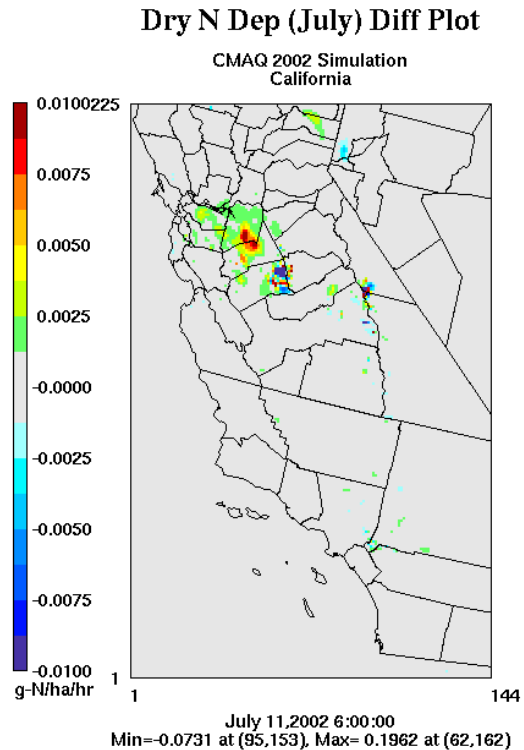 Dry N Dep (July) Diff Plot
CMAQ 2002 Simulation
California
0.0100
0.0075
0.0050
0.0025
-0.0000
-0.0025
-0.0050
-0.0075
-0.0100
g-N/ha/hr
225
1
1
144
July 11,2002 6:00:00
Min=-0.0731 at (95,153), Max= 0.1962 at (62,162)